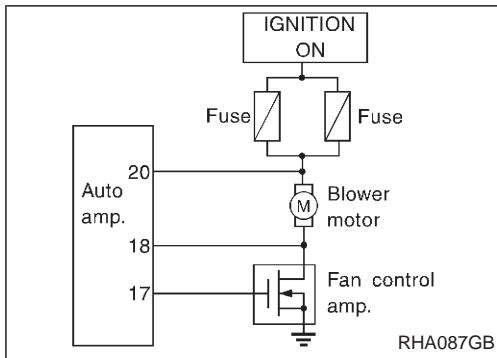 IGNITION
ON
Fuse
Fuse
20
Auto
amp.
M
Blower
motor
18
17
Fan control
amp.
RHA087GB